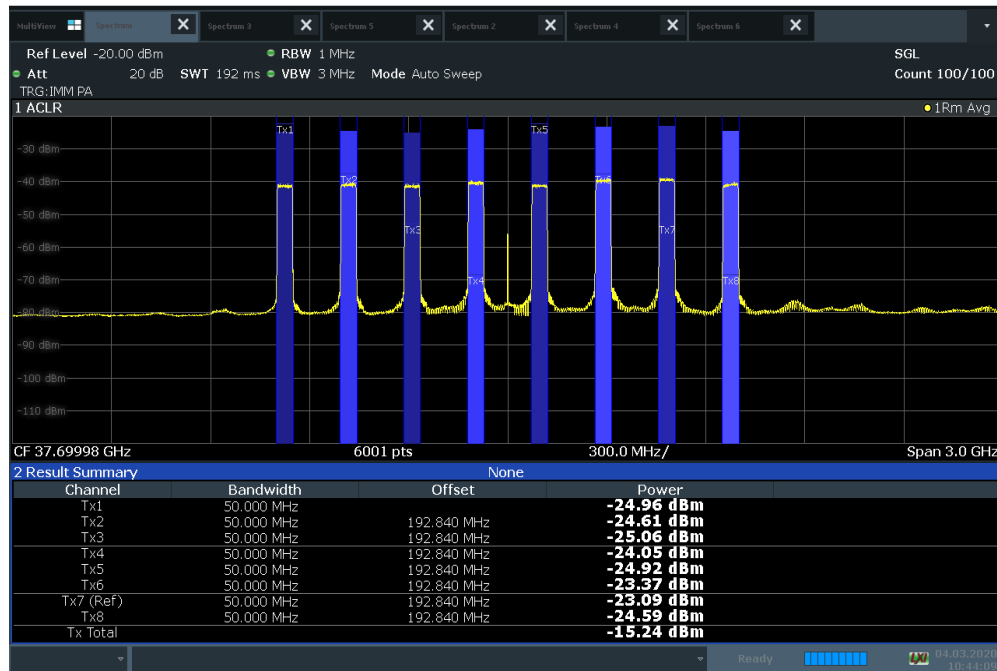 MultiView Spectrum Spectrum 3 Spectrum 5 Spectrum 2 Spectrum 4 Spectrum 6
Ref Level -20.00 dBm RBW 1 MHz SGL
Att 20 dB SWT 192 ms VBW 3 MHz Mode Auto Sweep Count 100/100
TRG:IMM PA
1 ACLR 1Rm Avg
Tx1 Tx5
-30 dBm
-40 dBm Tx2 Tx6
-50 dBm
Tx3 Tx7
-60 dBm
-70 dBm Tx4 Tx8
-80 dBm
-90 dBm
-100 dBm
-110 dBm
CF 37.69998 GHz 6001 pts 300.0 MHz/ Span 3.0 GHz
2 Result Summary None
Channel Bandwidth Offset Power
Tx1 50.000 MHz -24.96 dBm
Tx2 50.000 MHz 192.840 MHz -24.61 dBm
Tx3 50.000 MHz 192.840 MHz -25.06 dBm
Tx4 50.000 MHz 192.840 MHz -24.05 dBm
Tx5 50.000 MHz 192.840 MHz -24.92 dBm
Tx6 50.000 MHz 192.840 MHz -23.37 dBm
Tx7 (Ref) 50.000 MHz 192.840 MHz -23.09 dBm
Tx8 50.000 MHz 192.840 MHz -24.59 dBm
Tx Total -15.24 dBm
Ready LXI 04.03.2020
10:44:09